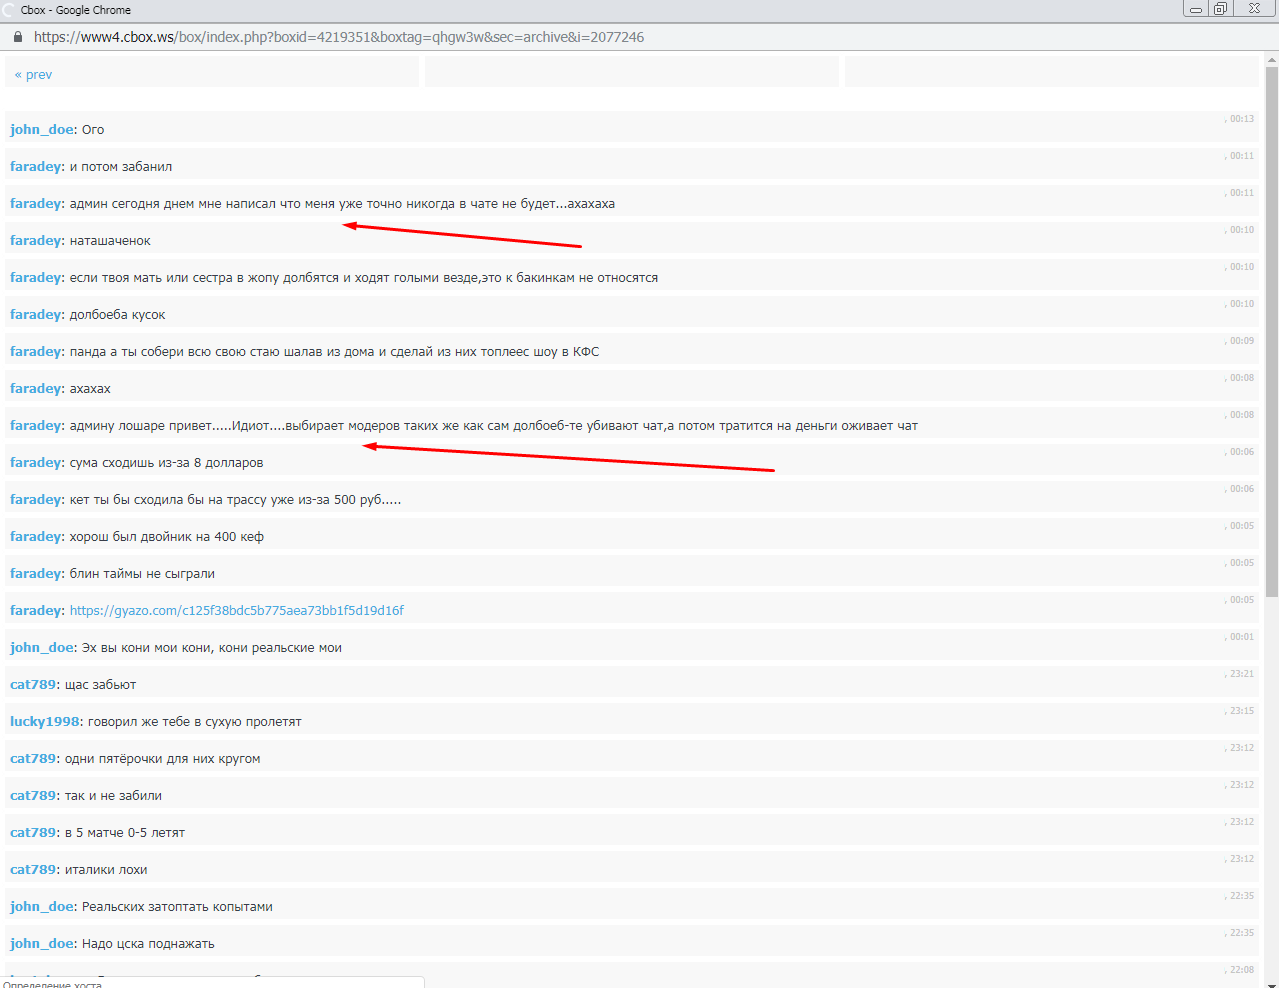 Cbox - Google Chrome
https://www4.cbox.ws/box/index.php?boxid=4219351&boxtag=qhgw3w&sec=archive&i=2077246
« prev
john_doe: Ого , 00:13
faradey: и потом забанил , 00:11
faradey: админ сегодня днем мне написал что меня уже точно никогда в чате не будет...ахахаха , 00:11
faradey: наташаченок , 00:10
faradey: если твоя мать или сестра в жопу долбятся и ходят голыми везде,это к бакинкам не относятся , 00:10
faradey: долбоеба кусок , 00:10
faradey: панда а ты собери всю свою стаю шалав из дома и сделай из них топлеес шоу в КФС , 00:09
faradey: ахахах , 00:08
faradey: админу лошаре привет.....Идиот....выбирает модеров таких же как сам долбоеб-те убивают чат,а потом тратится на деньги оживает чат , 00:08
faradey: сума сходишь из-за 8 долларов , 00:06
faradey: кет ты бы сходила бы на трассу уже из-за 500 руб..... , 00:06
faradey: хорош был двойник на 400 кеф , 00:05
faradey: блин таймы не сыграли , 00:05
faradey: https://gyazo.com/c125f38bdc5b775aea73bb1f5d19d16f , 00:05
john_doe: Эх вы кони мои кони, кони реальские мои , 00:01
cat789: щас забьют , 23:21
lucky1998: говорил же тебе в сухую пролетят , 23:15
cat789: одни пятёрочки для них кругом , 23:12
cat789: так и не забили , 23:12
cat789: в 5 матче 0-5 летят , 23:12
cat789: италики лохи , 23:12
john_doe: Реальских затоптать копытами , 22:35
john_doe: Надо цска поднажать , 22:35
, 22:08
Определение хоста